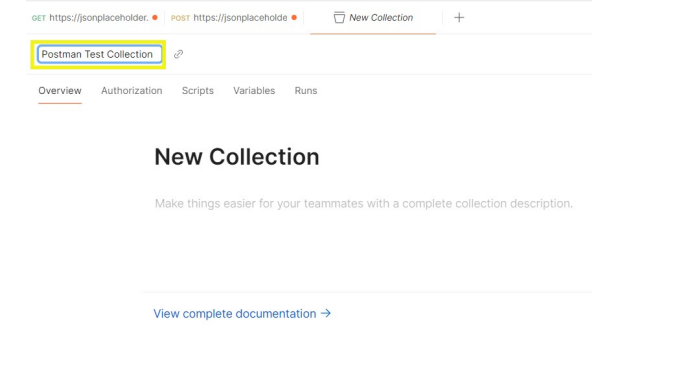 GET https://jsonplaceholder. POST https://jsonplaceholde New Collection
Postman Test Collection
Overview Authorization Scripts Variables Runs
New Collection
Make things easier for your teammates with a complete collection description.
View complete documentation →